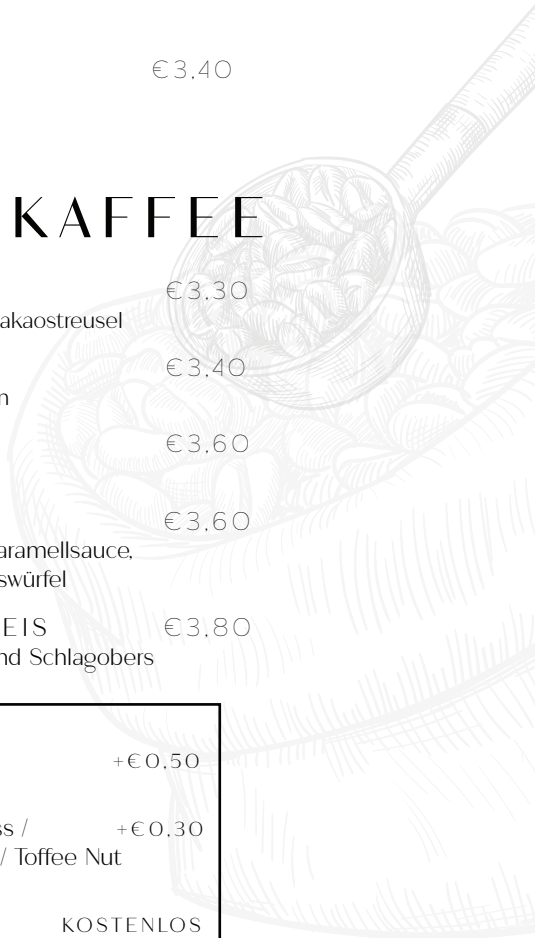 €3,40
KAFFEE
€3,30
akaostreusel
€3,40
n
€3,60
€3,60
aramellsauce,
swürfel
EIS €3,80
nd Schlagobers
+€0,50
ss / +€0,30
/ Toffee Nut
KOSTENLOS